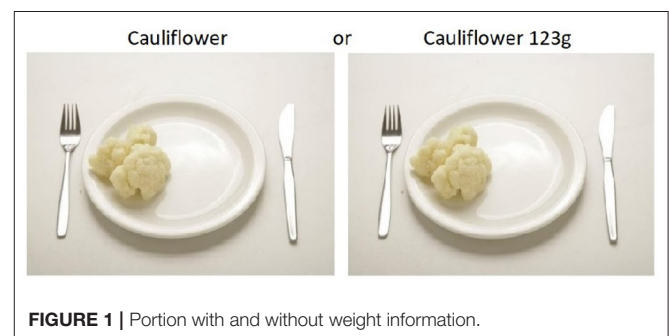 Cauliflower or Cauliflower 123g
FIGURE 1 | Portion with and without weight information.